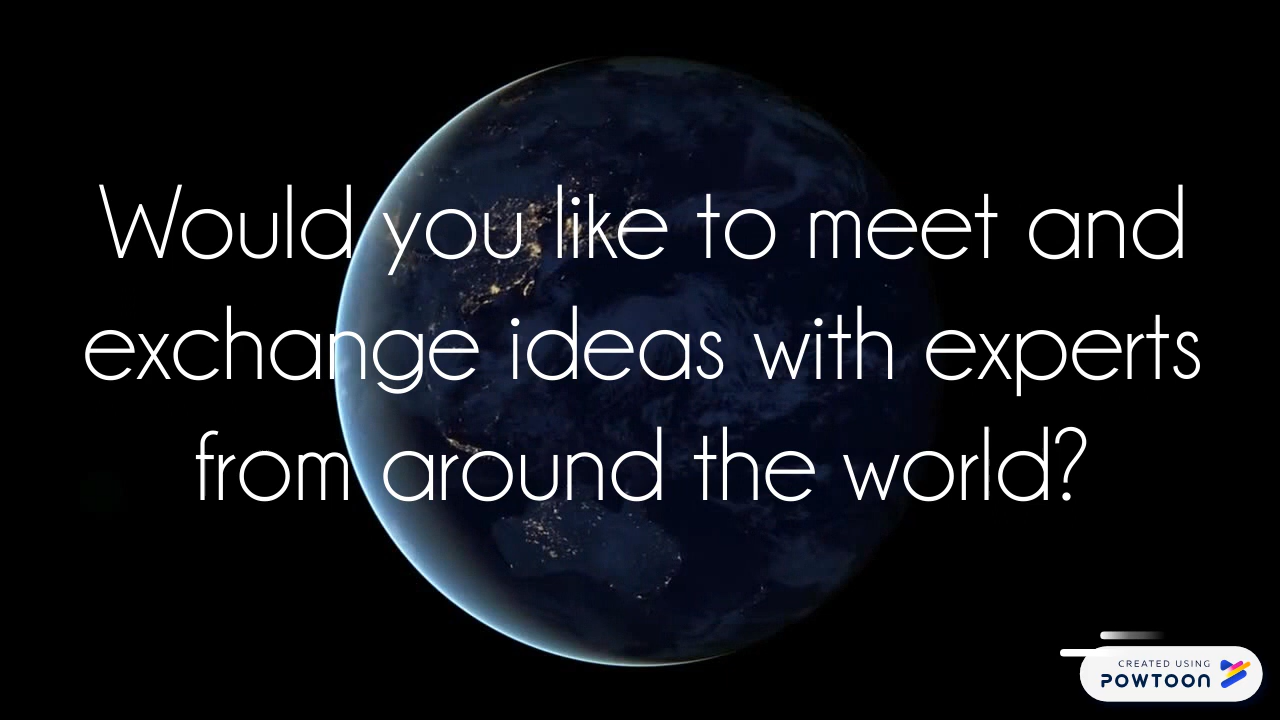 Would you like to meet and
exchange ideas with experts
from around the world?
CREATED USING
POWTOON